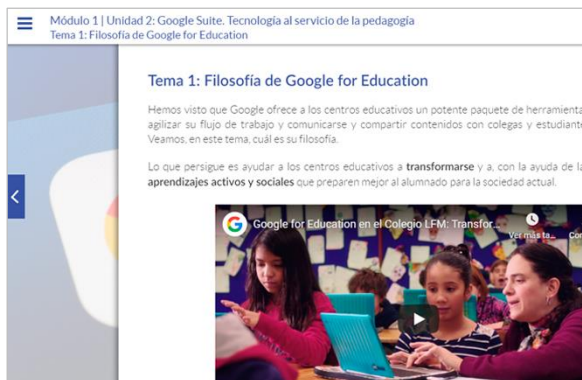 Módulo 1 | Unidad 2: Google Suite. Tecnología al servicio de la pedagogía
Tema 1: Filosofía de Google for Education
Tema 1: Filosofía de Google for Education
Hemos visto que Google ofrece a los centros educativos un potente paquete de herramienta
agilizar su flujo de trabajo y comunicarse y compartir contenidos con colegas y estudiante
Veamos, en este tema, cuál es su filosofía.
Lo que persigue es ayudar a los centros educativos a transformarse y a, con la ayuda de la
aprendizajes activos y sociales que preparen mejor al alumnado para la sociedad actual.
Google for Education en el Colegio LFM: Transfor...
Ver más ta... Con